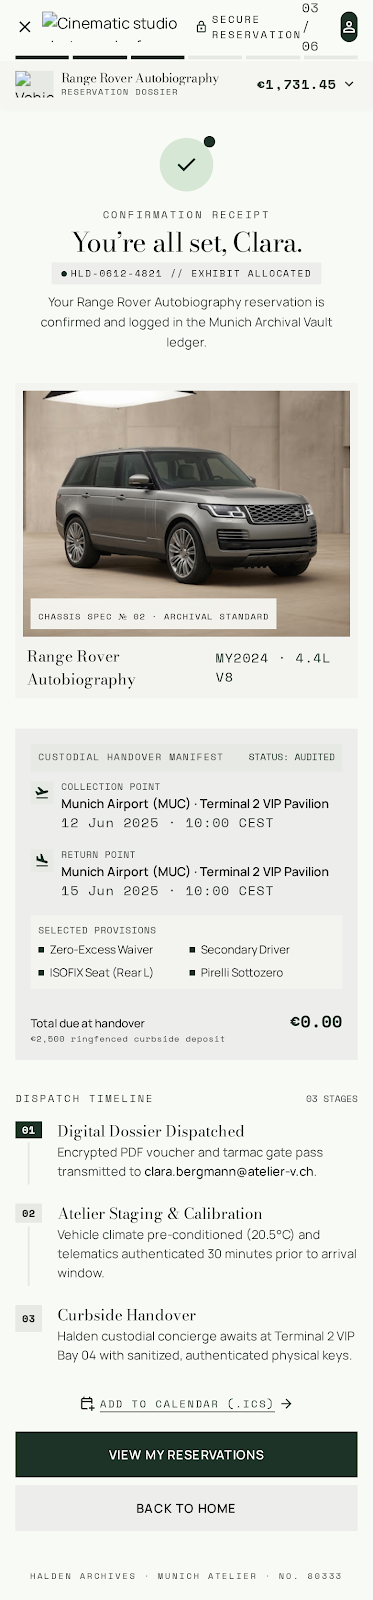 Cinematic studio
SECURE
RESERVATION
03
/
06
Range Rover Autobiography
RESERVATION DOSSIER
€1,731.45
CONFIRMATION RECEIPT
You’re all set, Clara.
HLD-0612-4821 // EXHIBIT ALLOCATED
Your Range Rover Autobiography reservation is
confirmed and logged in the Munich Archival Vault
ledger.
CHASSIS SPEC № 02 · ARCHIVAL STANDARD
Range Rover
Autobiography
MY2024 · 4.4L
V8
CUSTODIAL HANDOVER MANIFEST
STATUS: AUDITED
COLLECTION POINT
Munich Airport (MUC) · Terminal 2 VIP Pavilion
12 Jun 2025 · 10:00 CEST
RETURN POINT
Munich Airport (MUC) · Terminal 2 VIP Pavilion
15 Jun 2025 · 10:00 CEST
SELECTED PROVISIONS
Zero-Excess Waiver
Secondary Driver
ISOFIX Seat (Rear L)
Pirelli Sottozero
Total due at handover
€0.00
€2,500 ringfenced curbside deposit
DISPATCH TIMELINE
03 STAGES
01
Digital Dossier Dispatched
Encrypted PDF voucher and tarmac gate pass
transmitted to clara.bergmann@atelier-v.ch.
02
Atelier Staging & Calibration
Vehicle climate pre-conditioned (20.5°C) and
telematics authenticated 30 minutes prior to arrival
window.
03
Curbside Handover
Halden custodial concierge awaits at Terminal 2 VIP
Bay 04 with sanitized, authenticated physical keys.
ADD TO CALENDAR (.ICS)
VIEW MY RESERVATIONS
BACK TO HOME
HALDEN ARCHIVES · MUNICH ATELIER · NO. 80333